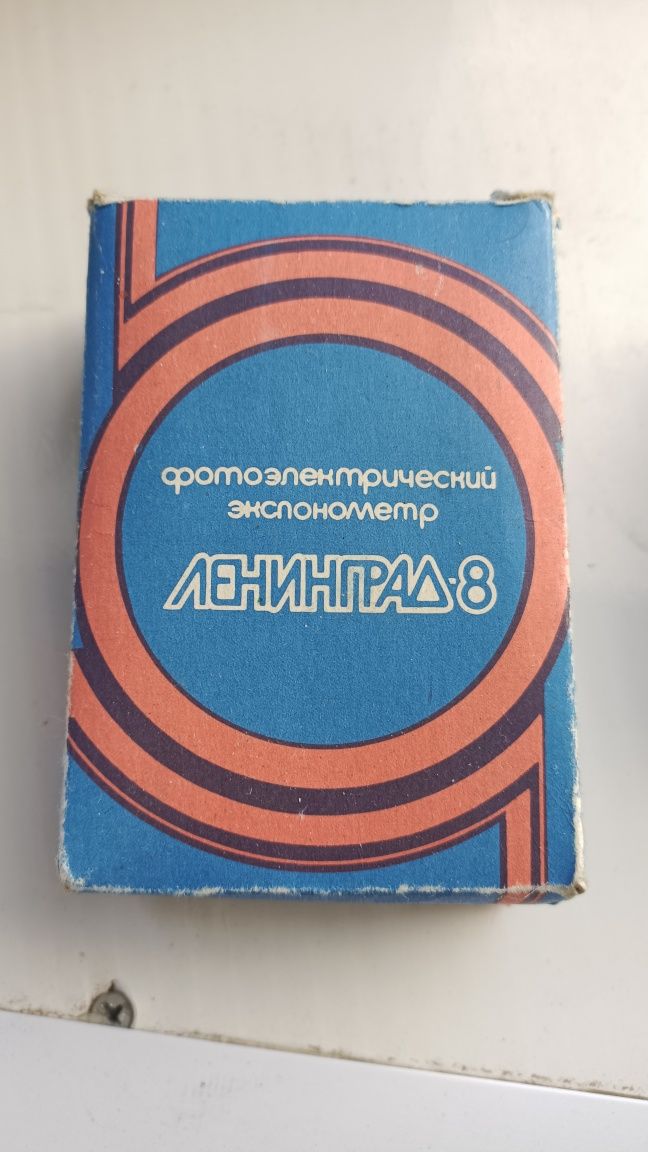 фотоэлектрический
экспонометр
ЛЕНИНГРАД-8